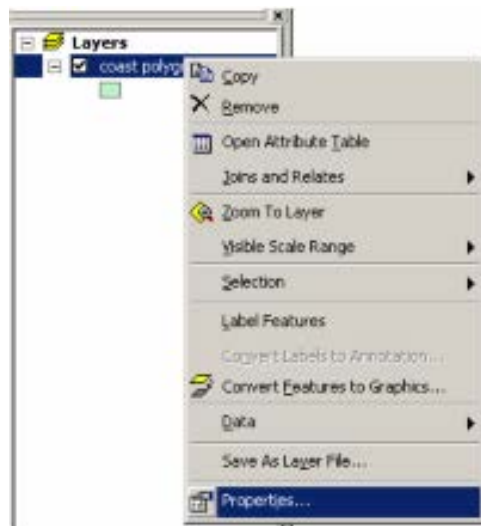 Layers
coast polyg
Copy
Remove
Open Attribute Table
Joins and Relates
Zoom To Layer
Visible Scale Range
Selection
Label Features
Convert Labels to Annotation...
Convert Features to Graphics...
Data
Save As Layer File...
Properties...